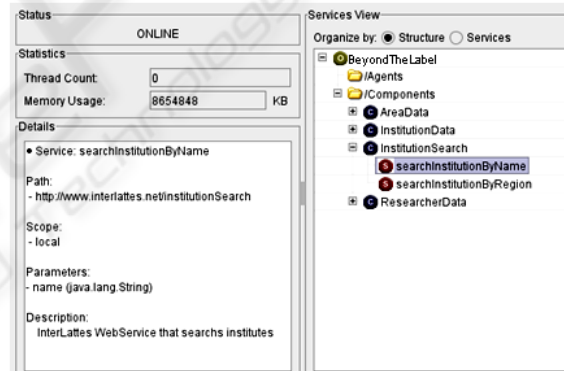 Status
ONLINE
Statistics
Thread Count: 0
Memory Usage: 8654848 KB
Details
• Service: searchInstitutionByName
Path:
- http://www.interlattes.net/institutionSearch
Scope:
- local
Parameters:
- name (java.lang.String)
Description:
InterLattes WebService that searchs institutes
Services View
Organize by: Structure Services
BeyondTheLabel
/Agents
/Components
C AreaData
C InstitutionData
C InstitutionSearch
S searchInstitutionByName
S searchInstitutionByRegion
C ResearcherData